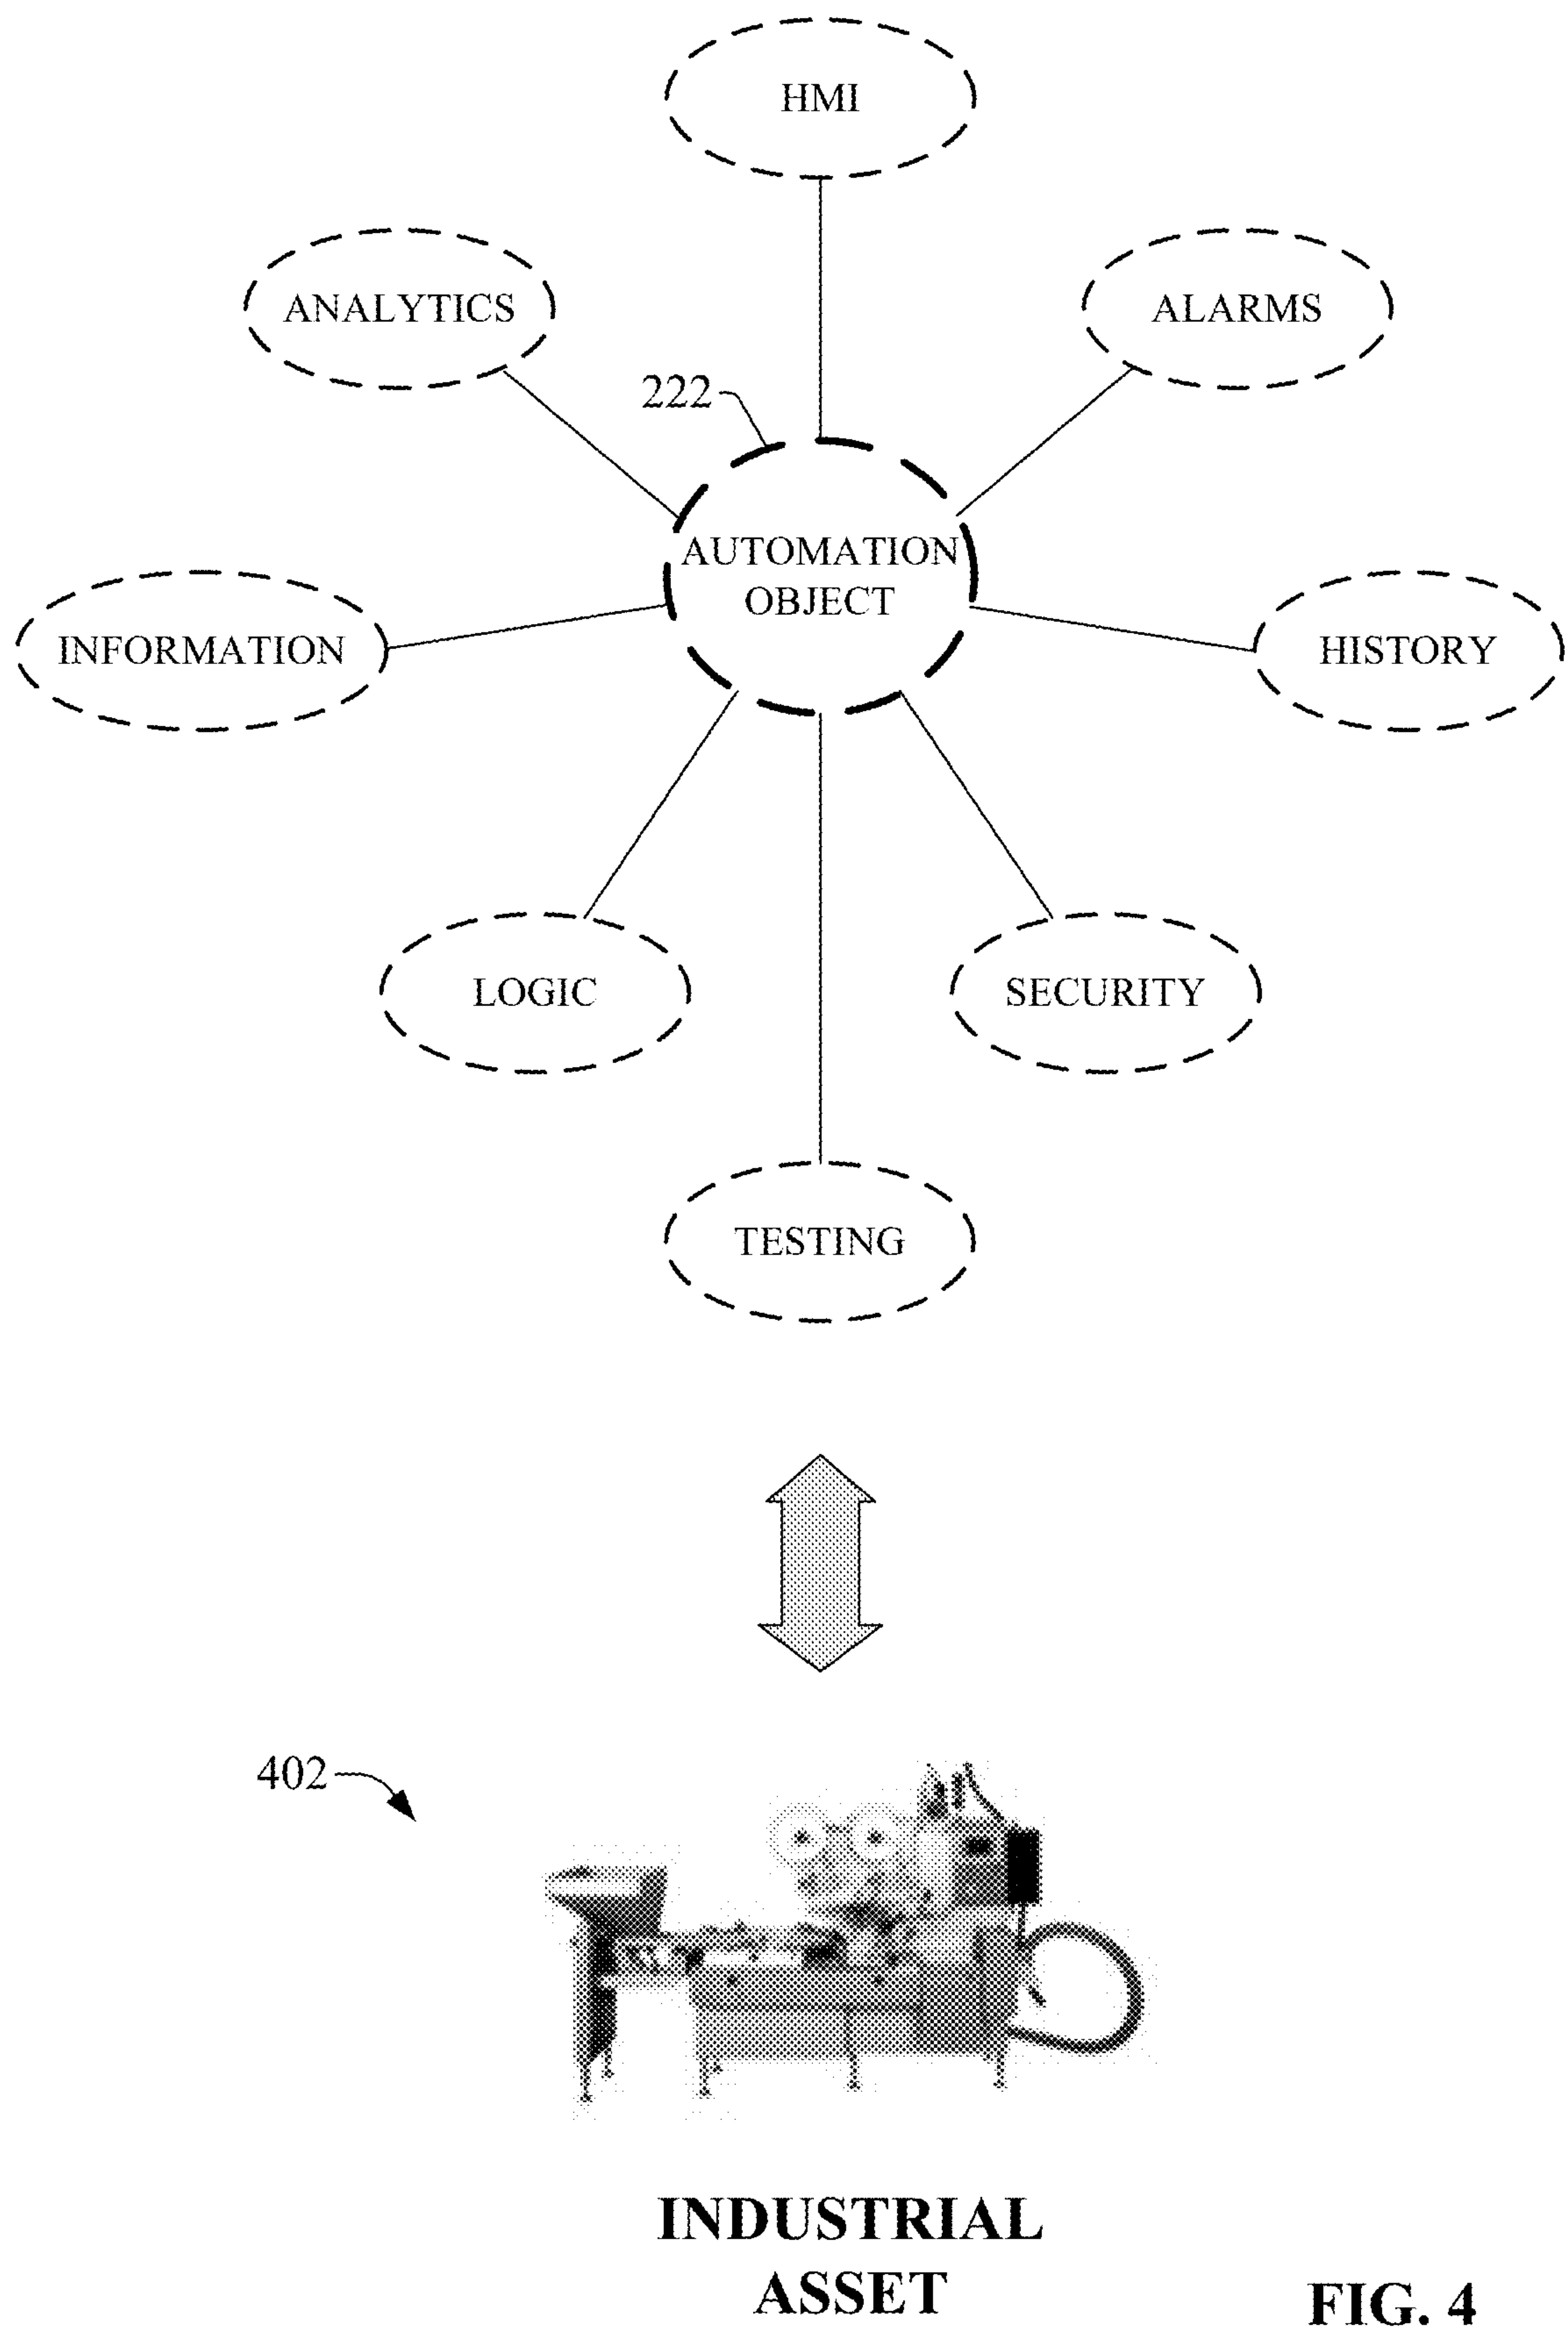 HMI
ANALYTICS
ALARMS
222
AUTOMATION
OBJECT
INFORMATION
HISTORY
LOGIC
SECURITY
TESTING
402
INDUSTRIAL
ASSET
FIG. 4